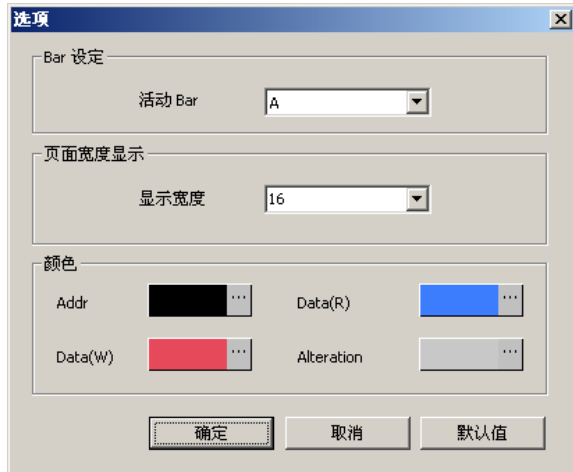 选项
Bar 设定
活动 Bar A
页面宽度显示
显示宽度 16
颜色
Addr ... Data(R) ...
Data(W) ... Alteration ...
确定 取消 默认值